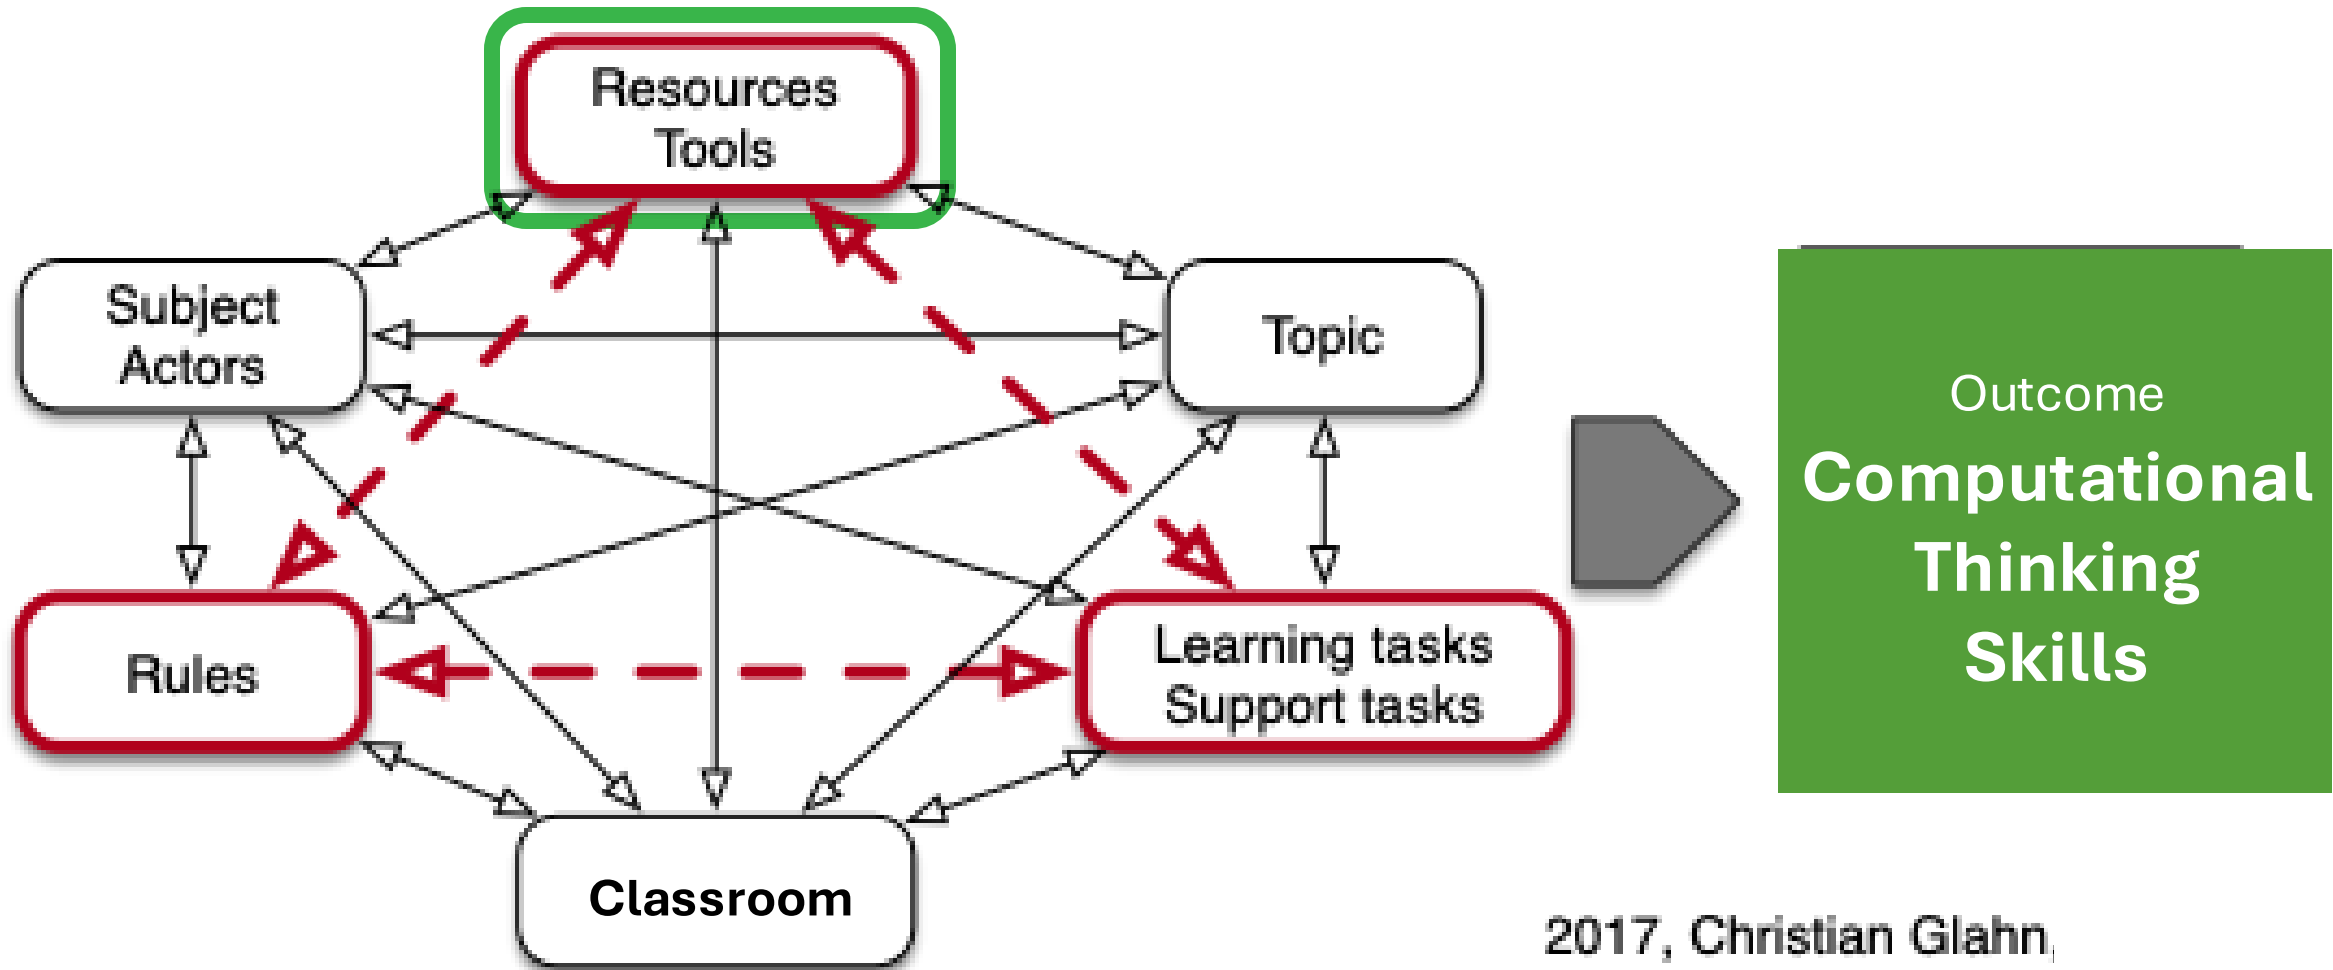 Resources
Tools
Subject
Actors
Topic
Outcome
Computational
Thinking
Skills
Rules
Learning tasks
Support tasks
Classroom
2017, Christian Glahn,